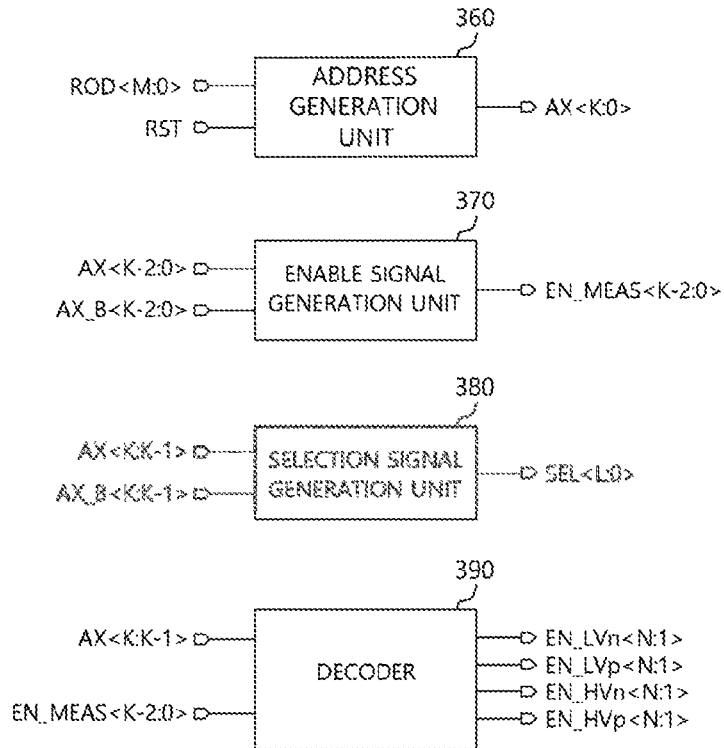 360
ROD<M:0>
RST
ADDRESS
GENERATION
UNIT
AX<K:0>
370
AX<K-2:0>
AX_B<K-2:0>
ENABLE SIGNAL
GENERATION UNIT
EN_MEAS<K-2:0>
380
AX<K:K-1>
AX_B<K:K-1>
SELECTION SIGNAL
GENERATION UNIT
SEL<L:0>
390
AX<K:K-1>
EN_MEAS<K-2:0>
DECODER
EN_LVn<N:1>
EN_LVp<N:1>
EN_HVn<N:1>
EN_HVp<N:1>